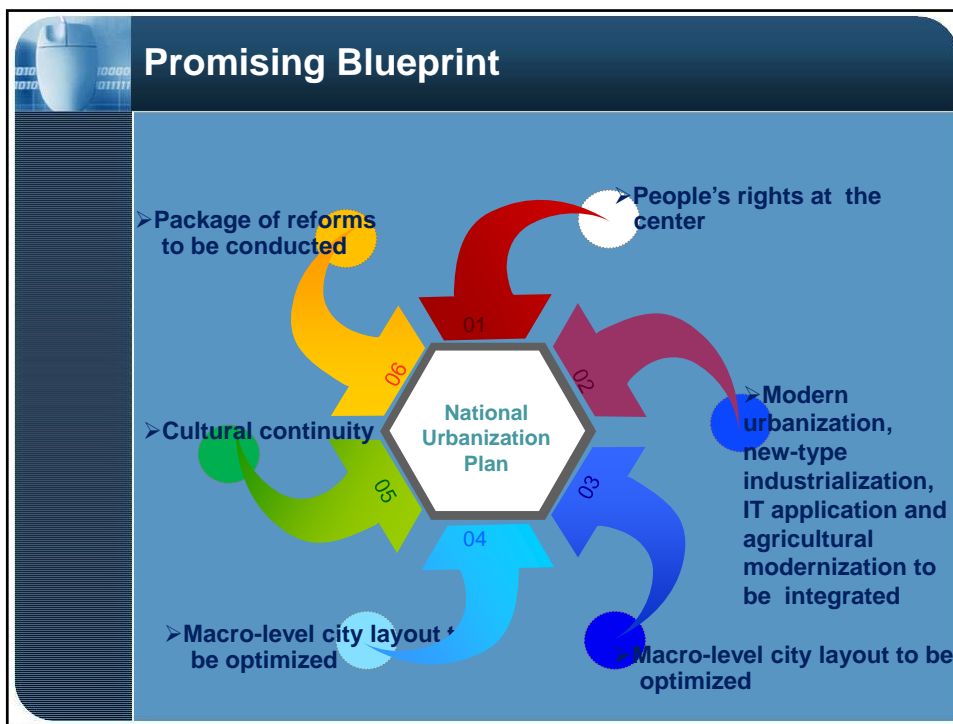 Promising Blueprint
➢People’s rights at the
center
➢Package of reforms
to be conducted
01
02
03
04
05
06
National
Urbanization
Plan
➢Modern
urbanization,
new-type
industrialization,
IT application and
agricultural
modernization to
be integrated
➢Cultural continuity
➢Macro-level city layout t
be optimized
➢Macro-level city layout to be
optimized